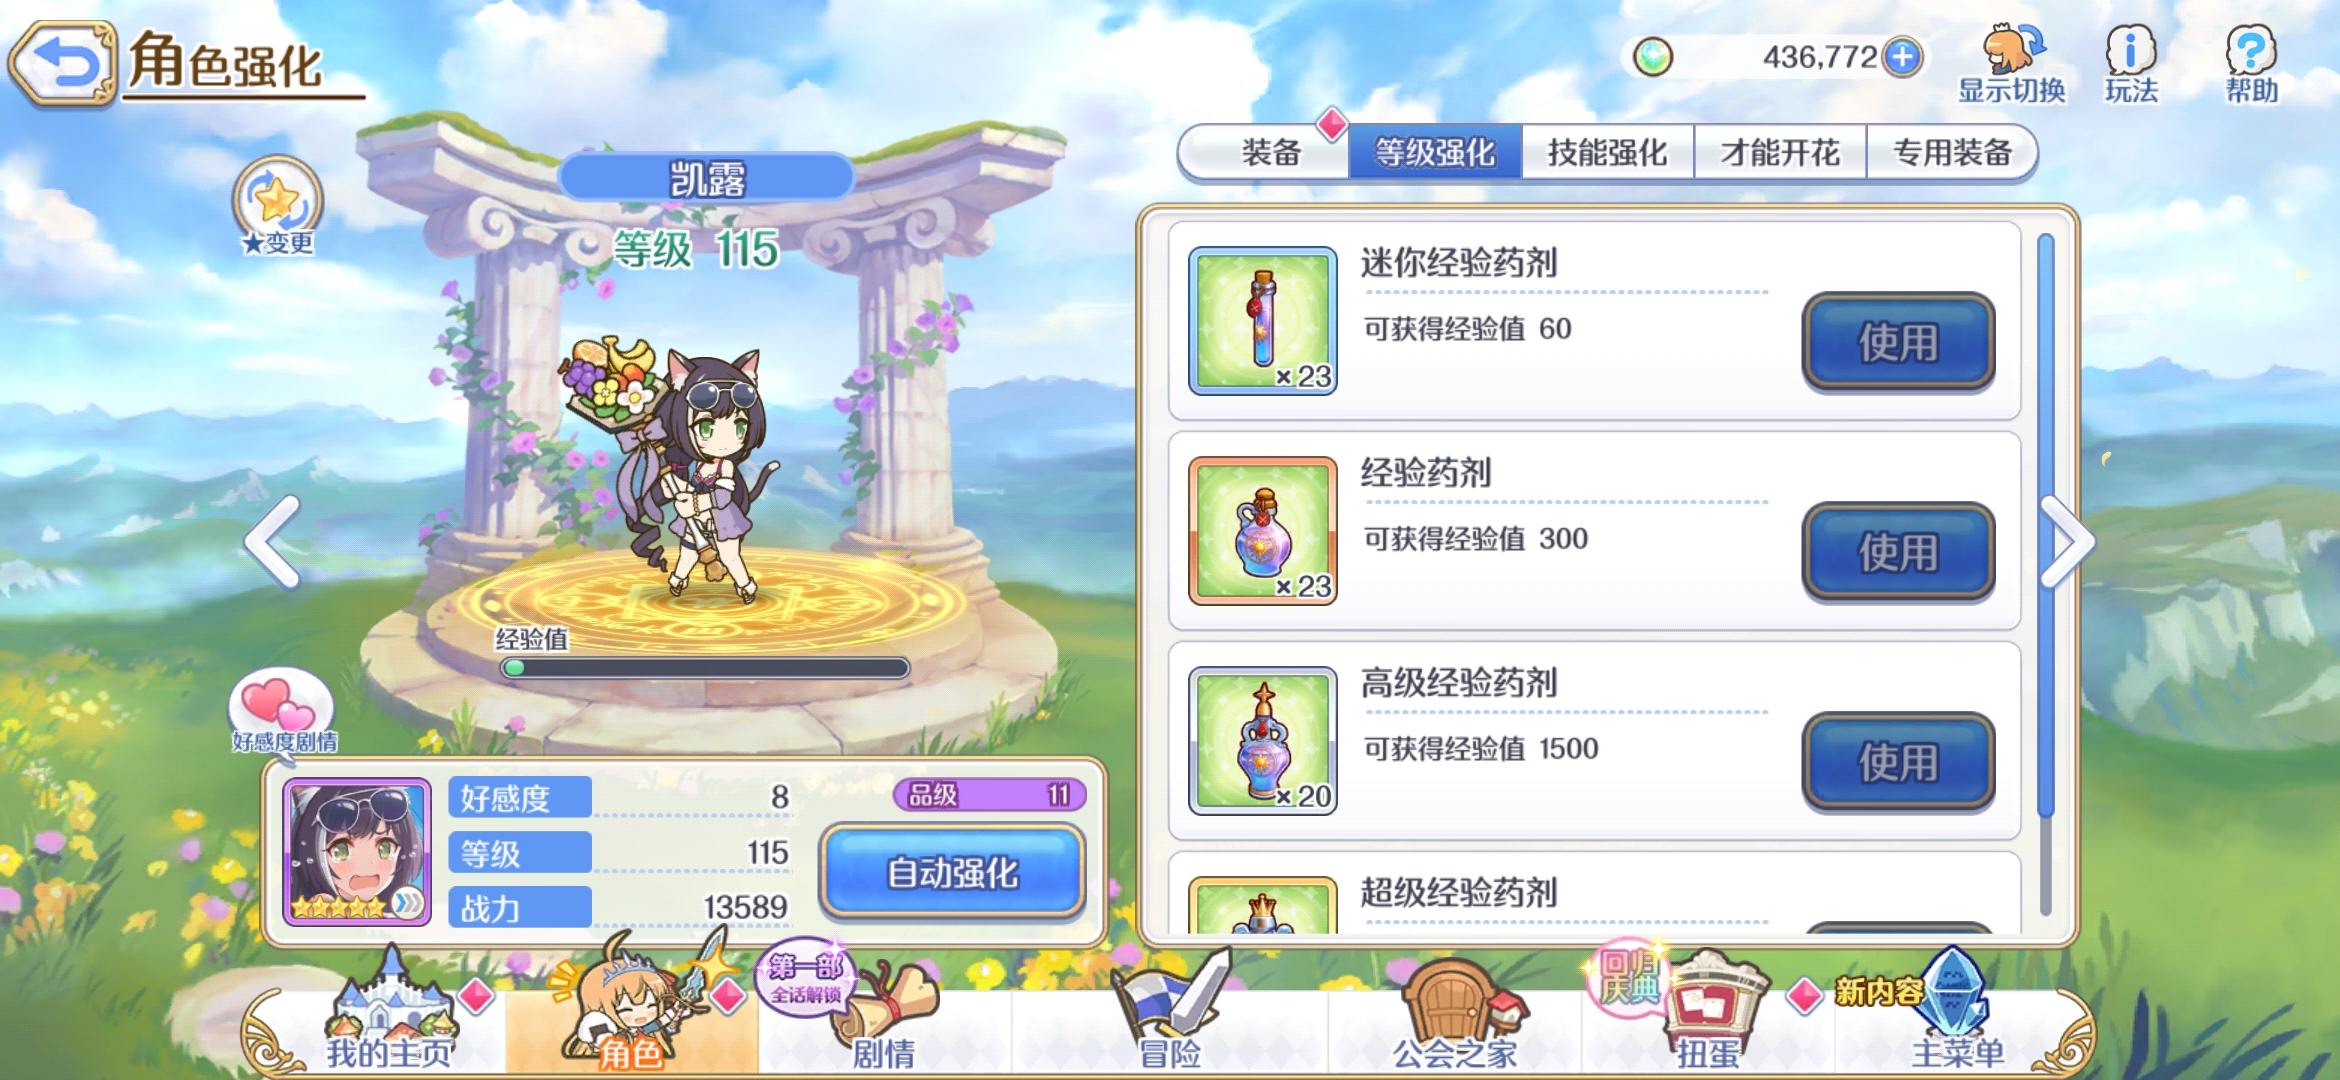 角色强化
436,772
显示切换
玩法
帮助
★变更
凯露
等级 115
装备
等级强化
技能强化
才能开花
专用装备
迷你经验药剂
可获得经验值 60
×23
使用
经验药剂
可获得经验值 300
×23
使用
高级经验药剂
可获得经验值 1500
×20
使用
超级经验药剂
经验值
好感度剧情
好感度 8
等级 115
战力 13589
品级 11
自动强化
我的主页
角色
第一部
全话解锁
剧情
冒险
公会之家
回归
庆典
扭蛋
新内容
主菜单